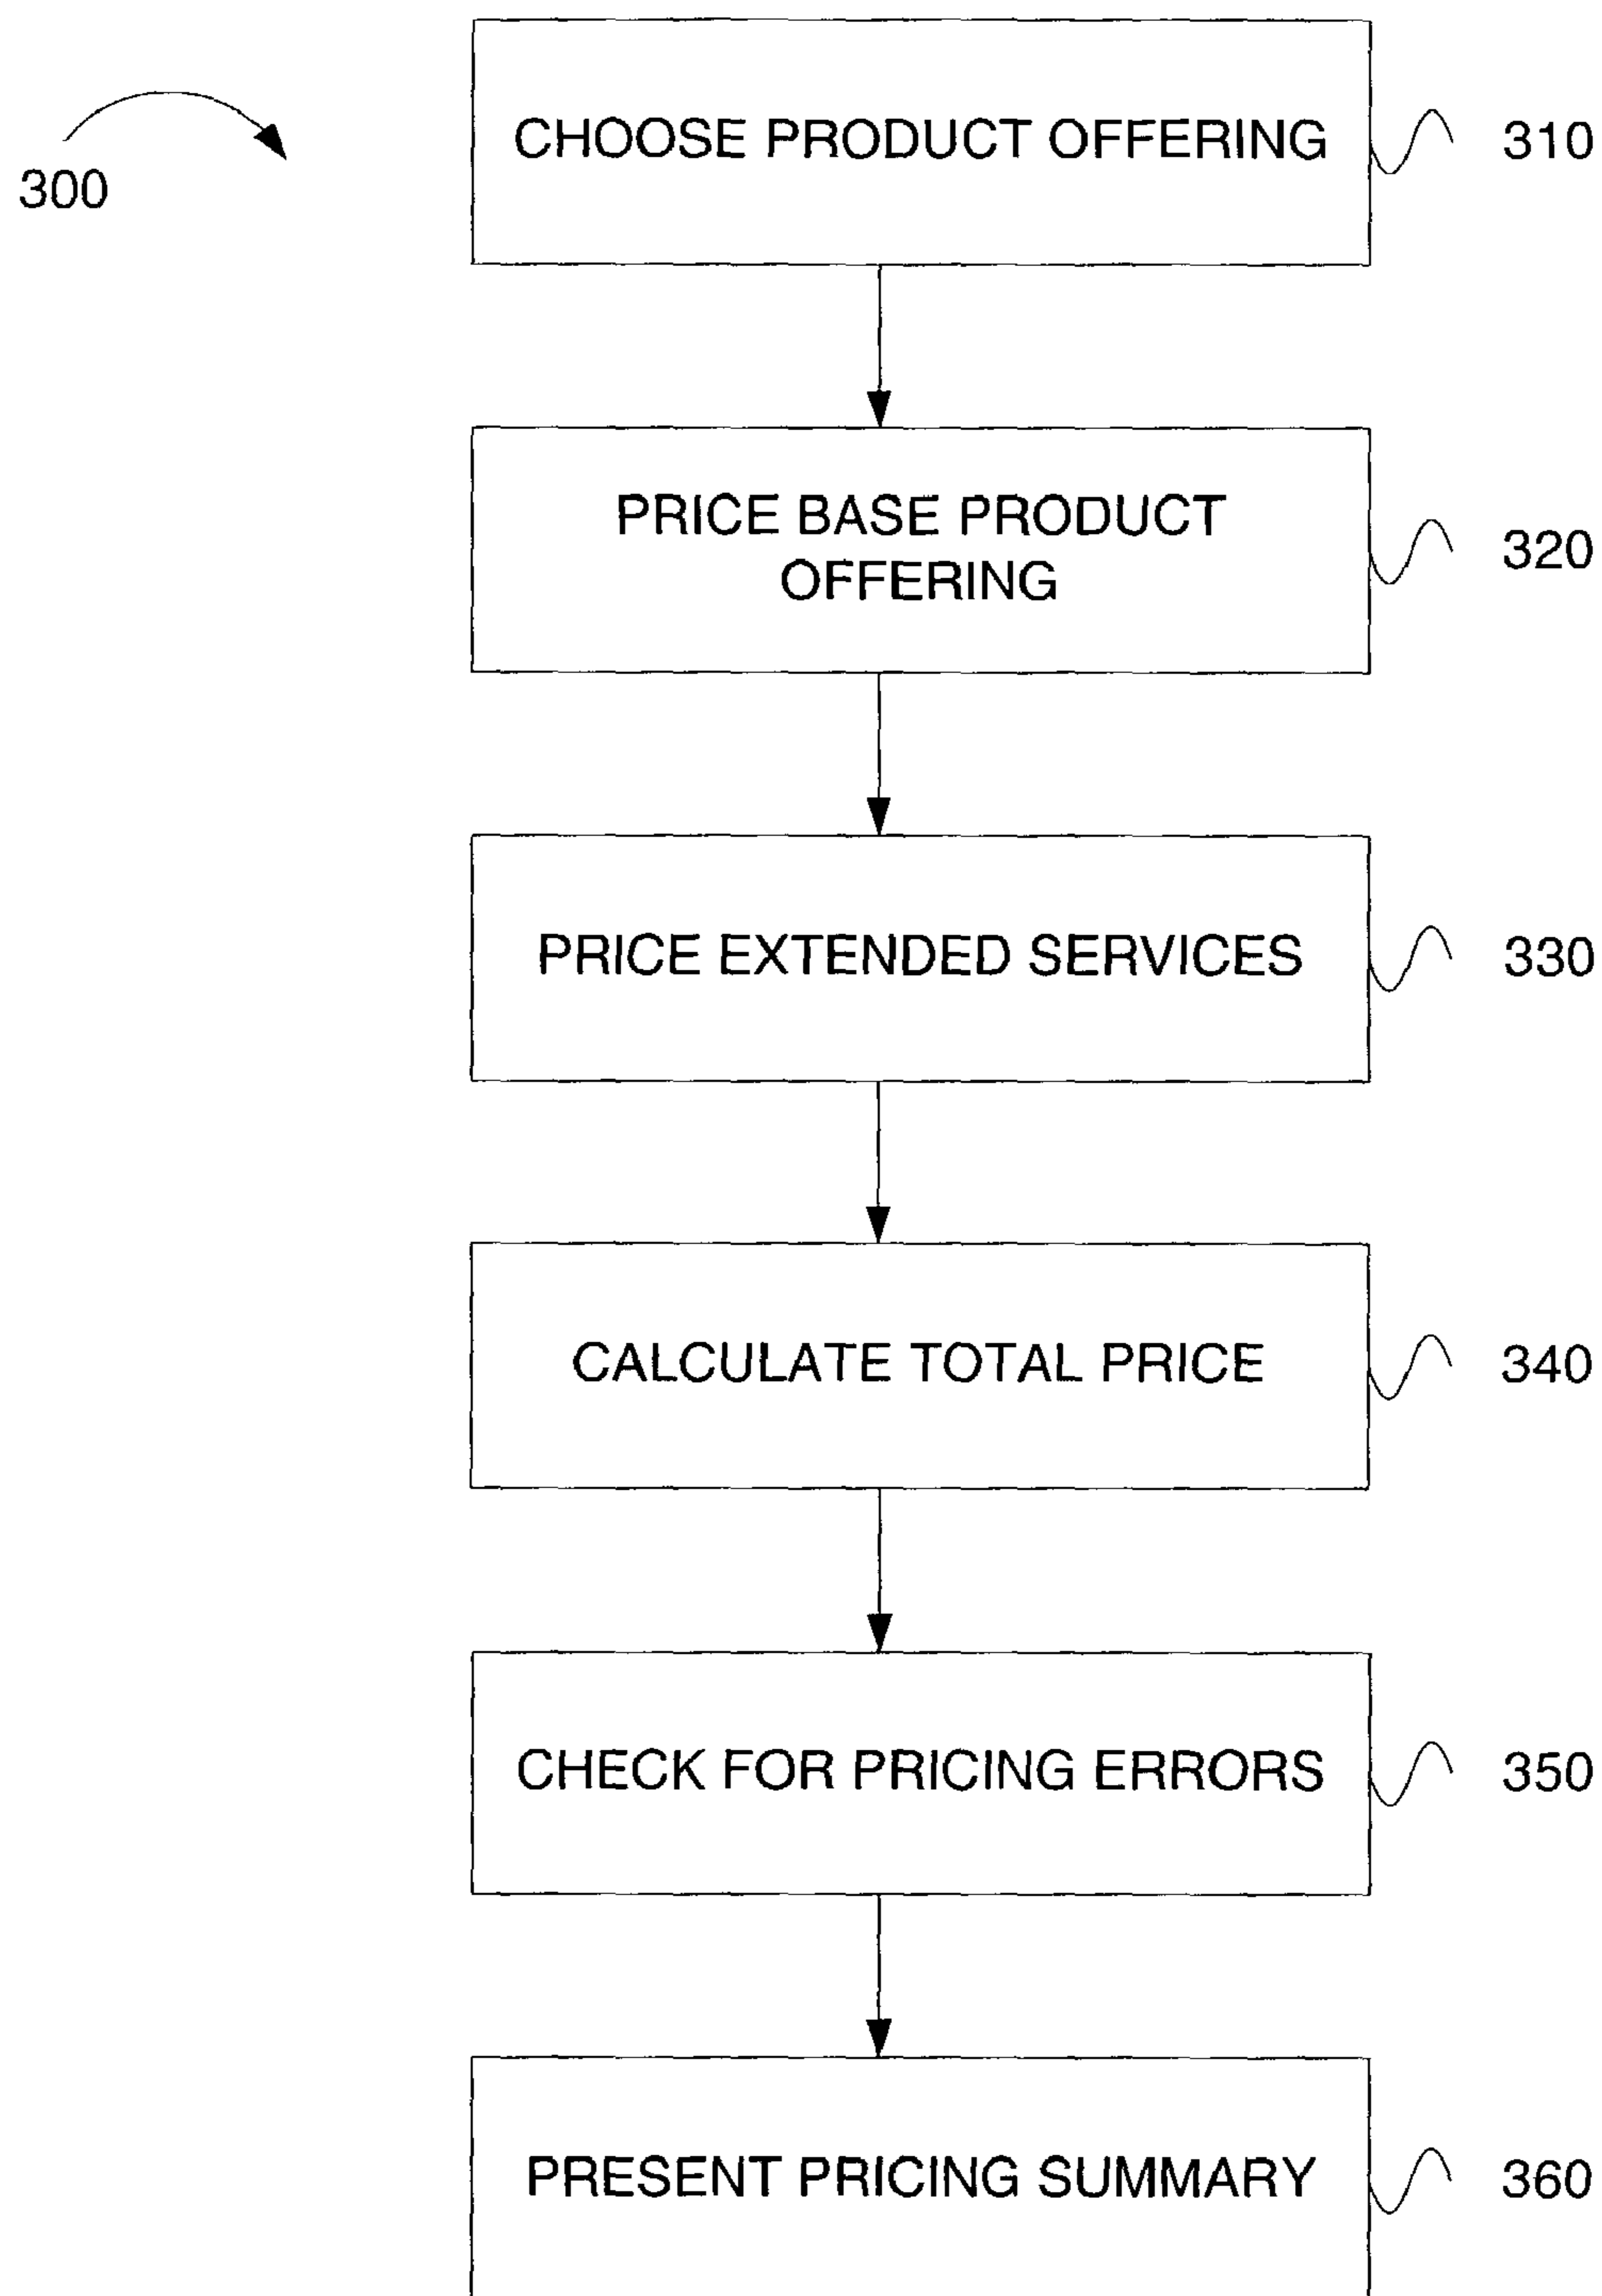 CHOOSE PRODUCT OFFERING
310
300
PRICE BASE PRODUCT
OFFERING
320
PRICE EXTENDED SERVICES
330
CALCULATE TOTAL PRICE
340
CHECK FOR PRICING ERRORS
350
PRESENT PRICING SUMMARY
360